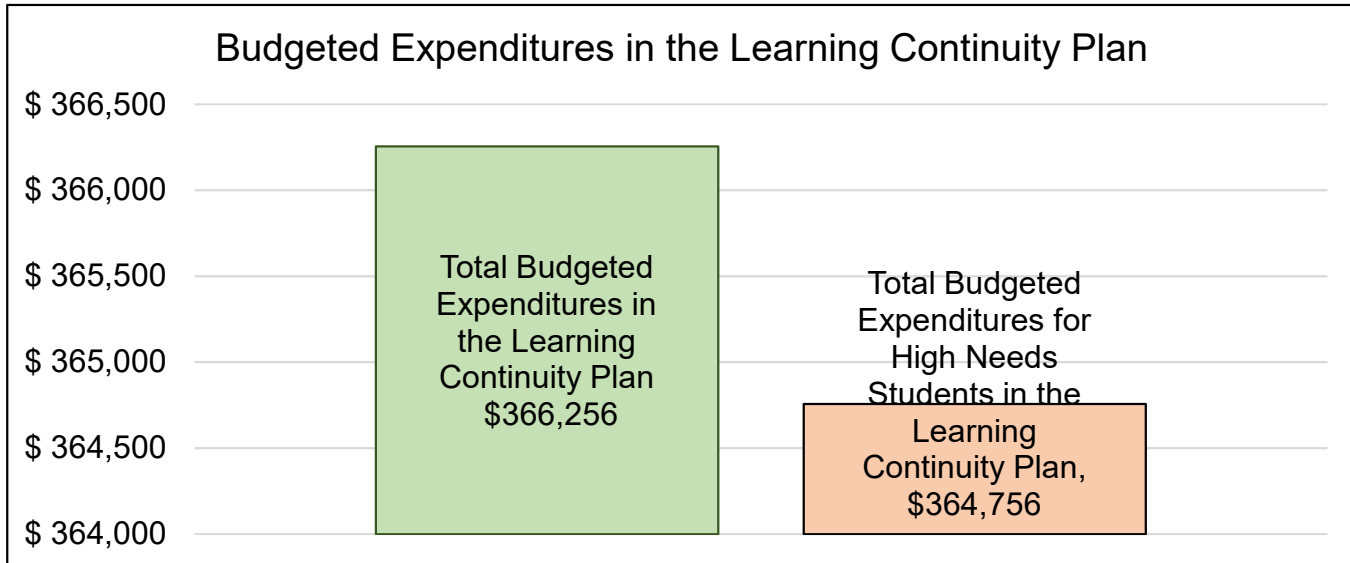 Budgeted Expenditures in the Learning Continuity Plan
$ 366,500
$ 366,000
$ 365,500
$ 365,000
$ 364,500
$ 364,000
Total Budgeted
Expenditures in
the Learning
Continuity Plan
$366,256
Total Budgeted
Expenditures for
High Needs
Students in the
Learning
Continuity Plan,
$364,756